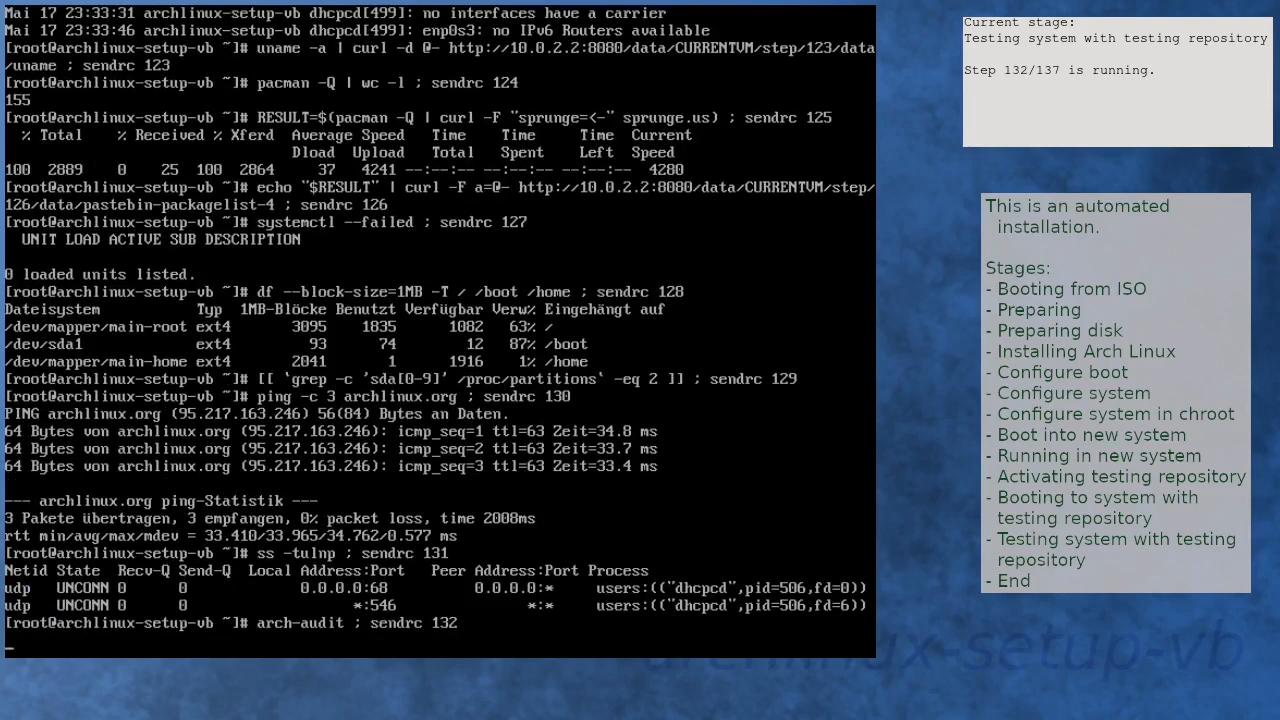 Mai 17 23:33:31 archlinux-setup-vb dhcpcd[499]: no interfaces have a carrier
Mai 17 23:33:46 archlinux-setup-vb dhcpcd[499]: enp0s3: no IPv6 Routers available
[root@archlinux-setup-vb ~]# uname -a | curl -d @- http://10.0.2.2:8080/data/CURRENTVM/step/123/data
/uname ; sendrc 123
[root@archlinux-setup-vb ~]# pacman -Q | wc -l ; sendrc 124
155
[root@archlinux-setup-vb ~]# RESULT=$(pacman -Q | curl -F "sprunge=<-" sprunge.us) ; sendrc 125
  % Total    % Received % Xferd  Average Speed   Time    Time     Time  Current
                                 Dload  Upload   Total   Spent    Left  Speed
100  2889    0    25  100  2864     37   4241 --:--:-- --:--:-- --:--:--  4280
[root@archlinux-setup-vb ~]# echo "$RESULT" | curl -F a=@- http://10.0.2.2:8080/data/CURRENTVM/step/
126/data/pastebin-packagelist-4 ; sendrc 126
[root@archlinux-setup-vb ~]# systemctl --failed ; sendrc 127
  UNIT LOAD ACTIVE SUB DESCRIPTION
0 loaded units listed.
[root@archlinux-setup-vb ~]# df --block-size=1MB -T / /boot /home ; sendrc 128
Dateisystem           Typ  1MB-Blöcke Benutzt Verfügbar Verw% Eingehängt auf
/dev/mapper/main-root ext4       3095    1835      1082   63% /
/dev/sda1             ext4         93      74        12   87% /boot
/dev/mapper/main-home ext4       2041       1      1916    1% /home
[root@archlinux-setup-vb ~]# [[ `grep -c 'sda[0-9]' /proc/partitions` -eq 2 ]] ; sendrc 129
[root@archlinux-setup-vb ~]# ping -c 3 archlinux.org ; sendrc 130
PING archlinux.org (95.217.163.246) 56(84) Bytes an Daten.
64 Bytes von archlinux.org (95.217.163.246): icmp_seq=1 ttl=63 Zeit=34.8 ms
64 Bytes von archlinux.org (95.217.163.246): icmp_seq=2 ttl=63 Zeit=33.7 ms
64 Bytes von archlinux.org (95.217.163.246): icmp_seq=3 ttl=63 Zeit=33.4 ms
--- archlinux.org ping-Statistik ---
3 Pakete übertragen, 3 empfangen, 0% packet loss, time 2008ms
rtt min/avg/max/mdev = 33.410/33.965/34.762/0.577 ms
[root@archlinux-setup-vb ~]# ss -tulnp ; sendrc 131
Netid State  Recv-Q Send-Q  Local Address:Port   Peer Address:Port Process
udp   UNCONN 0      0             0.0.0.0:68          0.0.0.0:*     users:(("dhcpcd",pid=506,fd=0))
udp   UNCONN 0      0                   *:546               *:*     users:(("dhcpcd",pid=506,fd=6))
[root@archlinux-setup-vb ~]# arch-audit ; sendrc 132
Current stage:
Testing system with testing repository
Step 132/137 is running.
This is an automated
installation.
Stages:
- Booting from ISO
- Preparing
- Preparing disk
- Installing Arch Linux
- Configure boot
- Configure system
- Configure system in chroot
- Boot into new system
- Running in new system
- Activating testing repository
- Booting to system with
testing repository
- Testing system with testing
repository
- End